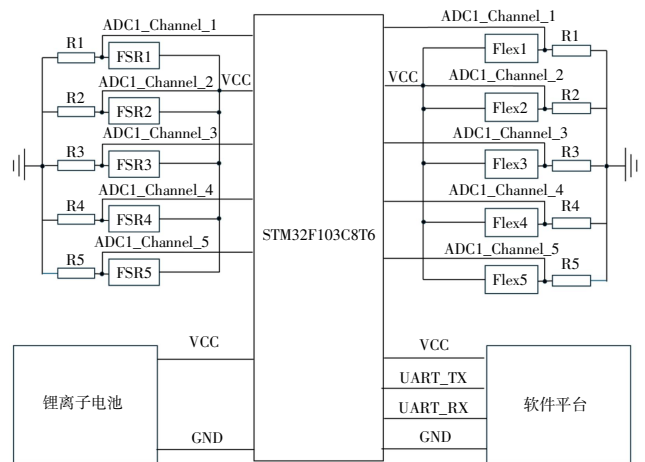 ADC1_Channel_1
R1
FSR1
VCC
ADC1_Channel_2
R2
FSR2
ADC1_Channel_3
R3
FSR3
ADC1_Channel_4
R4
FSR4
ADC1_Channel_5
R5
FSR5
STM32F103C8T6
ADC1_Channel_1
R1
Flex1
VCC
ADC1_Channel_2
R2
Flex2
ADC1_Channel_3
R3
Flex3
ADC1_Channel_4
R4
Flex4
ADC1_Channel_5
R5
Flex5
锂离子电池
VCC
GND
VCC
UART_TX
UART_RX
GND
软件平台